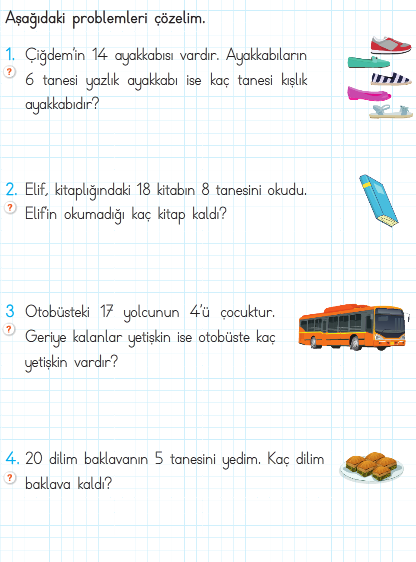 Aşağıdaki problemleri çözelim.
1. Çiğdem'in 14 ayakkabısı vardır. Ayakkabıların
? 6 tanesi yazlık ayakkabı ise kaç tanesi kışlık
ayakkabıdır?
2. Elif, kitaplığındaki 18 kitabın 8 tanesini okudu.
? Elif'in okumadığı kaç kitap kaldı?
3 Otobüsteki 17 yolcunun 4'ü çocuktur.
? Geriye kalanlar yetişkin ise otobüste kaç
yetişkin vardır?
4. 20 dilim baklavanın 5 tanesini yedim. Kaç dilim
? baklava kaldı?